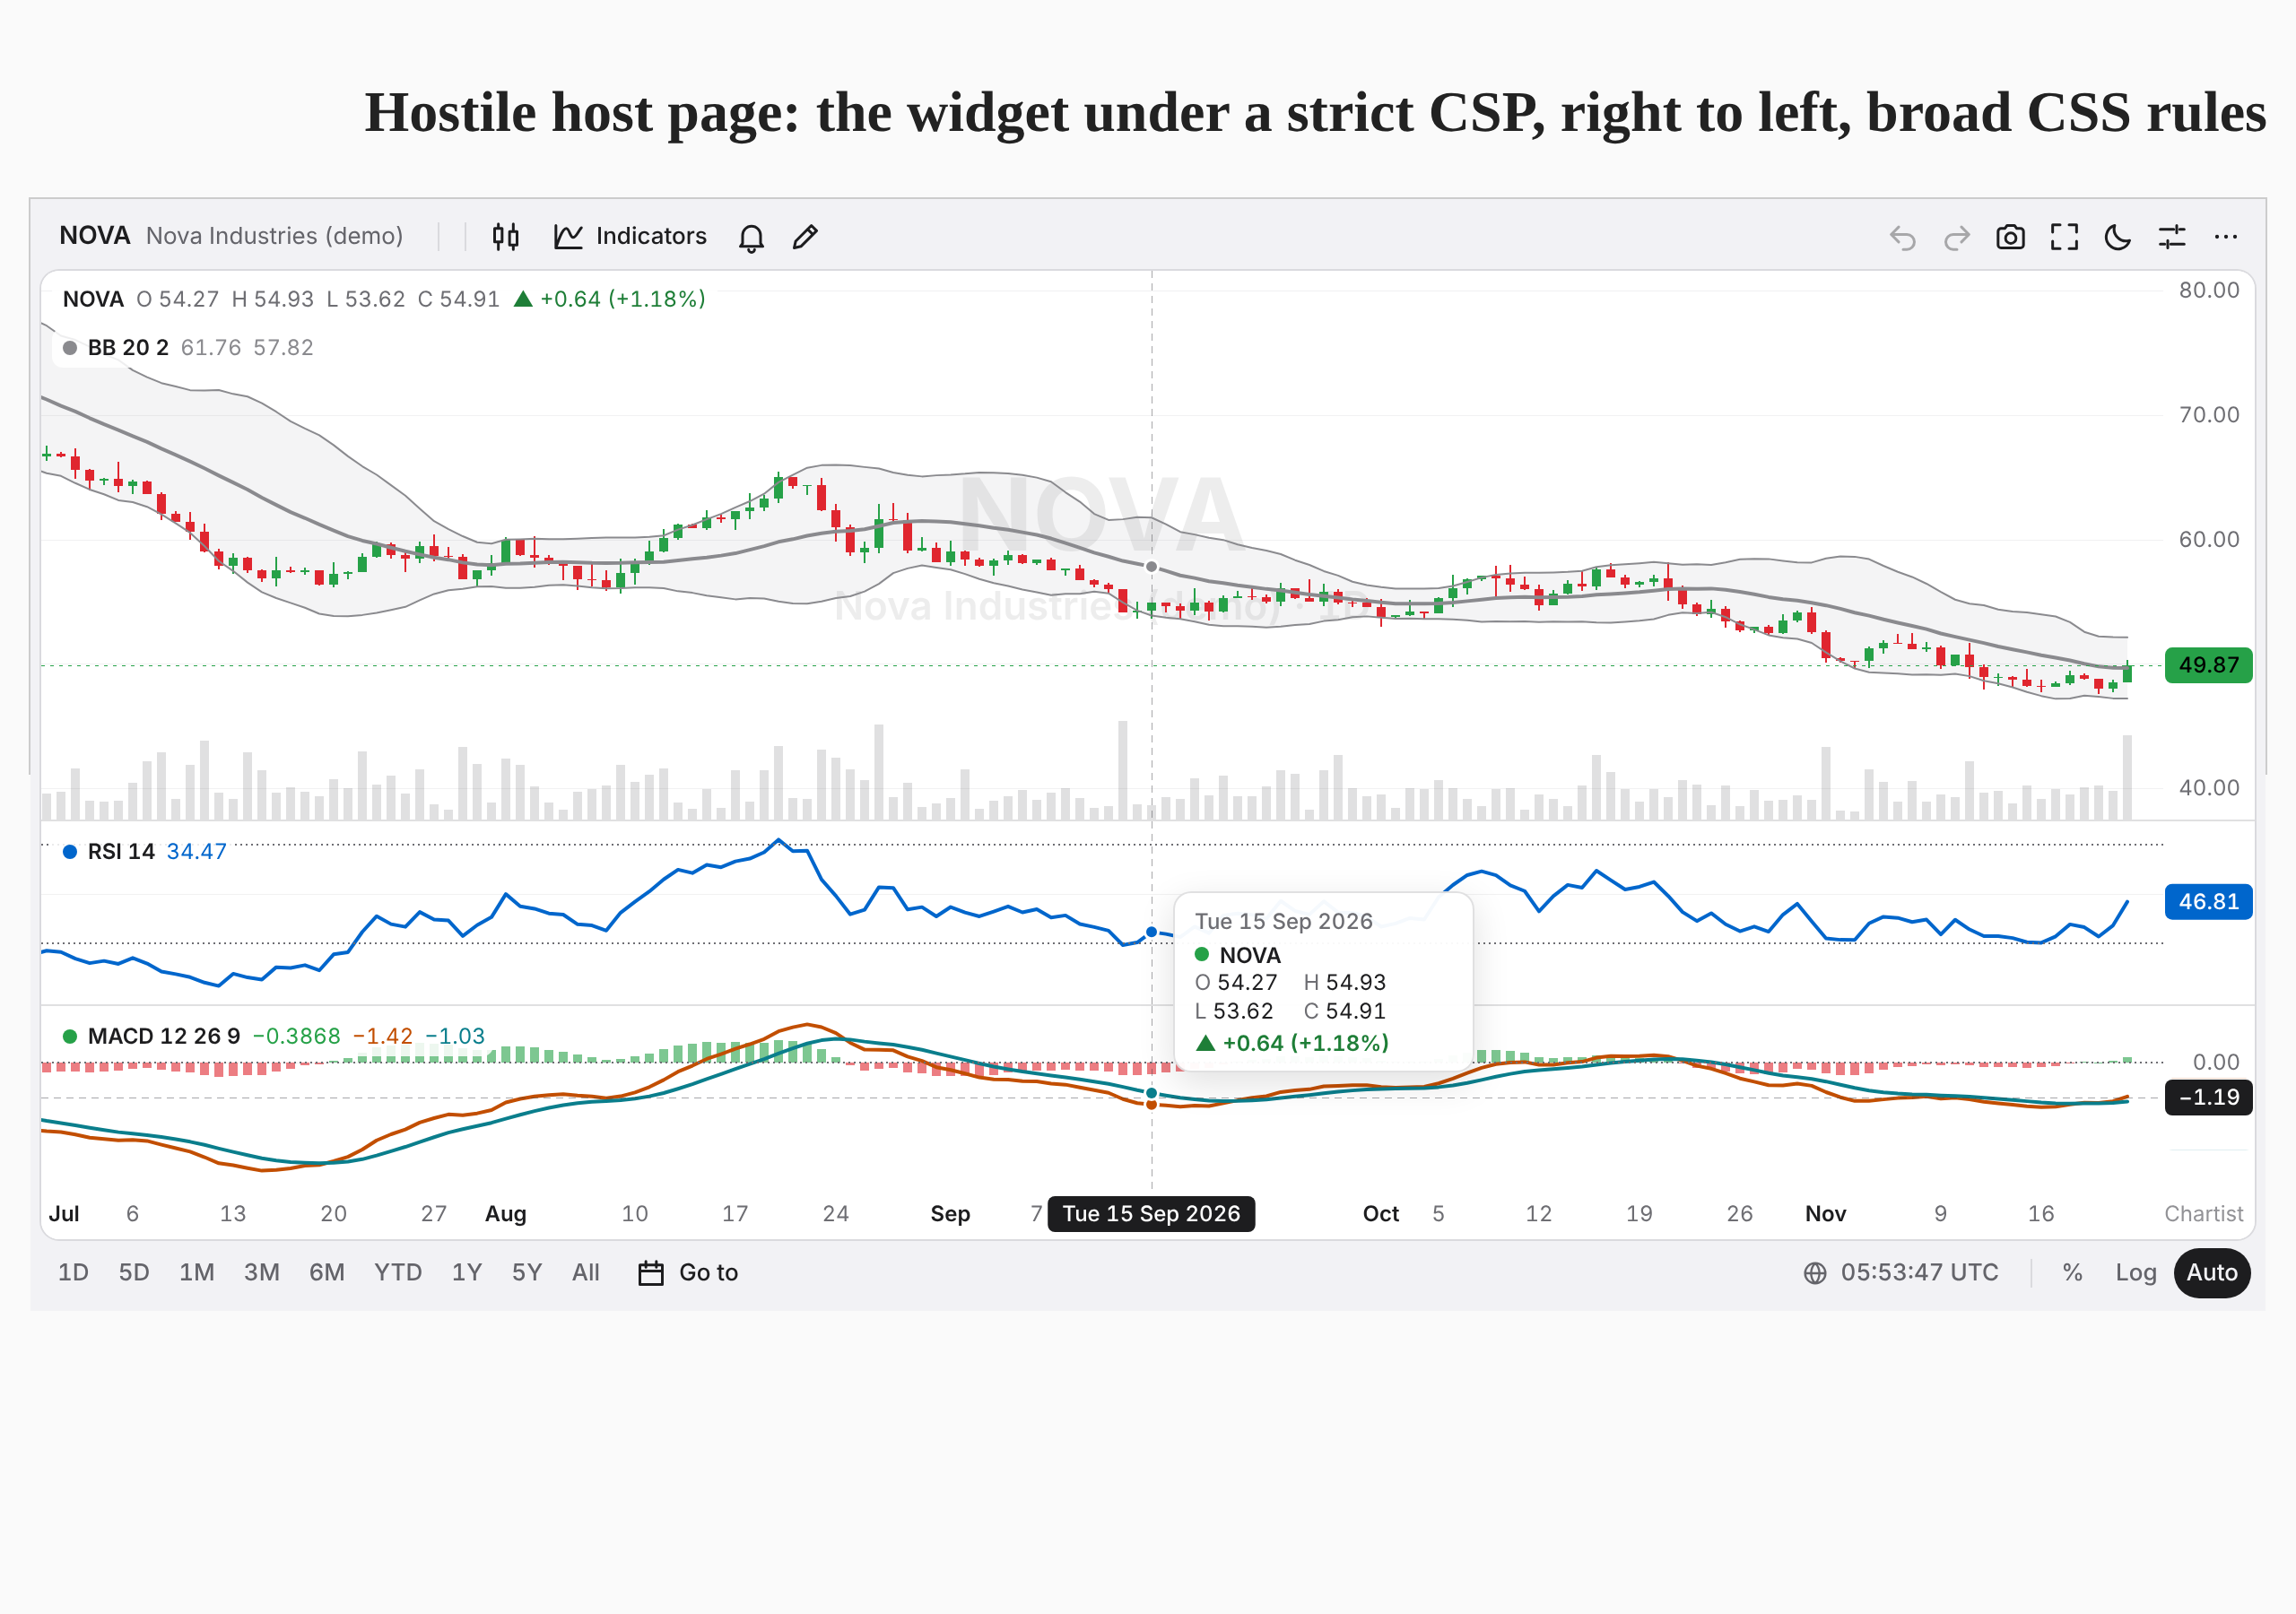 Hostile host page: the widget under a strict CSP, right to left, broad CSS rules
NOVA Nova Industries (demo) Indicators
NOVA O 54.27 H 54.93 L 53.62 C 54.91 ▲ +0.64 (+1.18%)
BB 20 2 61.76 57.82
80.00
70.00
NOVA
60.00
Nova Industries (demo) · 1D
49.87
40.00
RSI 14 34.47
46.81
Tue 15 Sep 2026
NOVA
O 54.27 H 54.93
L 53.62 C 54.91
▲ +0.64 (+1.18%)
MACD 12 26 9 −0.3868 −1.42 −1.03
0.00
−1.19
Jul 6 13 20 27 Aug 10 17 24 Sep 7 Tue 15 Sep 2026 Oct 5 12 19 26 Nov 9 16 Chartist
1D 5D 1M 3M 6M YTD 1Y 5Y All Go to 05:53:47 UTC % Log Auto